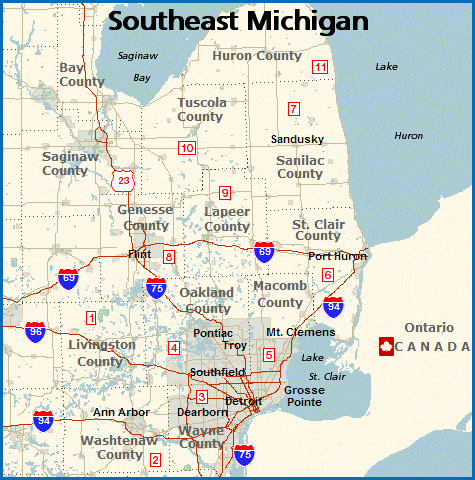 Southeast Michigan
Saginaw
Bay
Huron County
11
Lake
Bay
County
Tuscola
County
7
Huron
Sandusky
10
Saginaw
County
Sanilac
County
23
9
Genesse
County
Lapeer
County
St. Clair
County
Flint
8
69
Port Huron
6
69
75
Oakland
County
Macomb
County
94
1
96
Pontiac
Troy
Mt. Clemens
Ontario
CANADA
Livingston
County
4
5
Lake
St. Clair
Southfield
3
Detroit
Grosse
Pointe
94
Ann Arbor
Dearborn
Wayne
County
Washtenaw
County
2
75